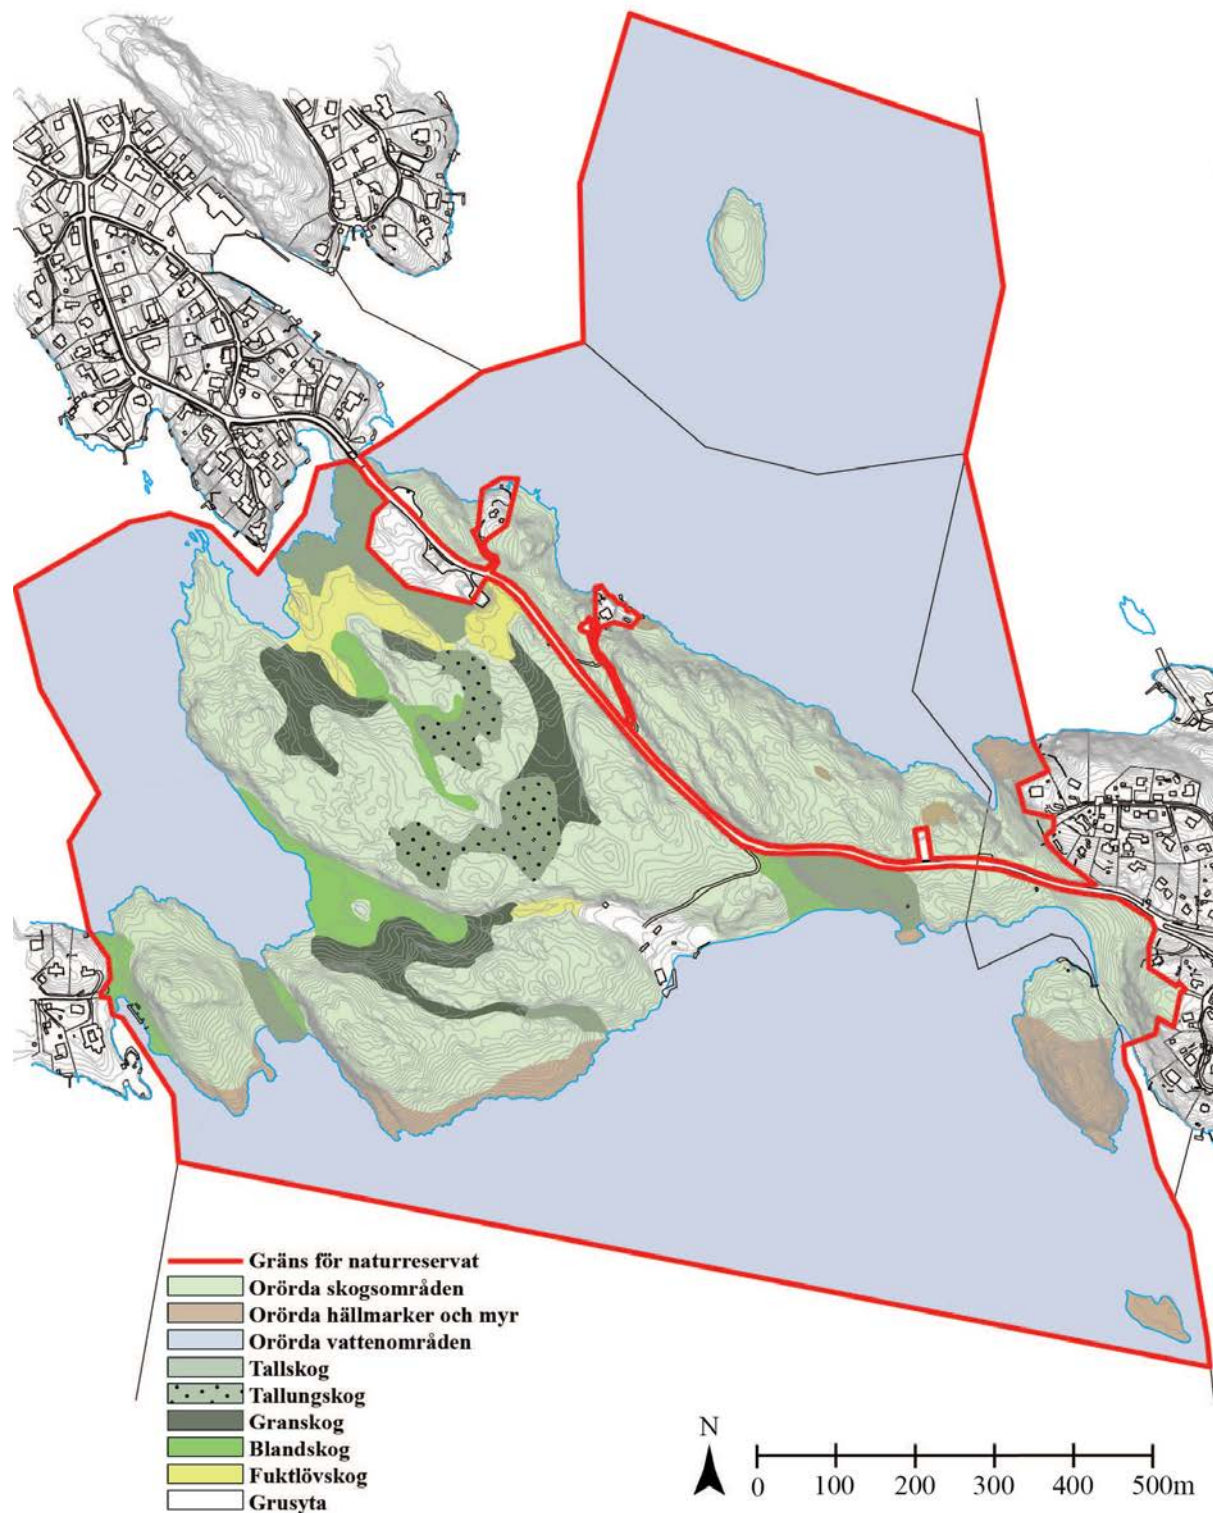 Gräns för naturreservat
Orörda skogsområden
Orörda hällmarker och myr
Orörda vattenområden
Tallskog
Tallungskog
Granskog
Blandskog
Fuktlövskog
Grusyta
N
0 100 200 300 400 500m